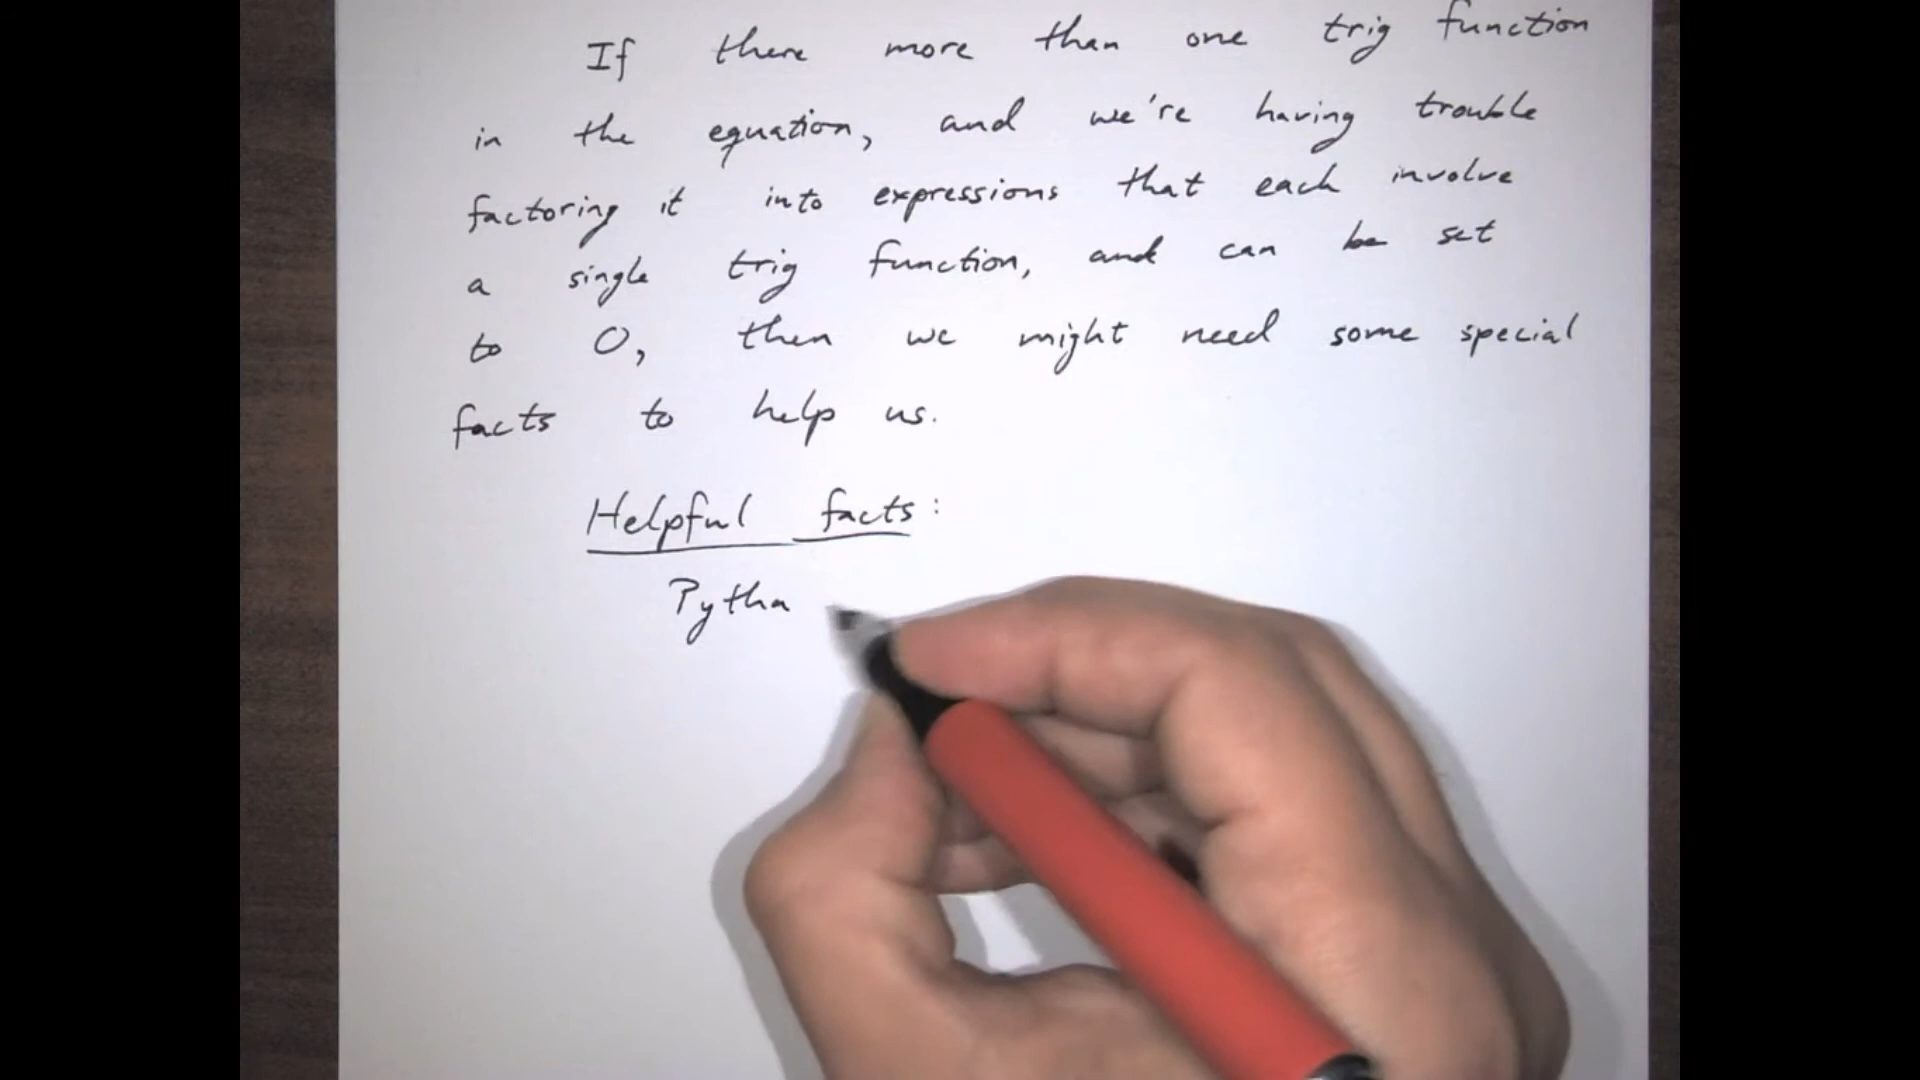 If there more than one trig function
in the equation, and we're having trouble
factoring it into expressions that each involve
a single trig function, and can be set
to 0, then we might need some special
facts to help us.
Helpful facts:
Pytha